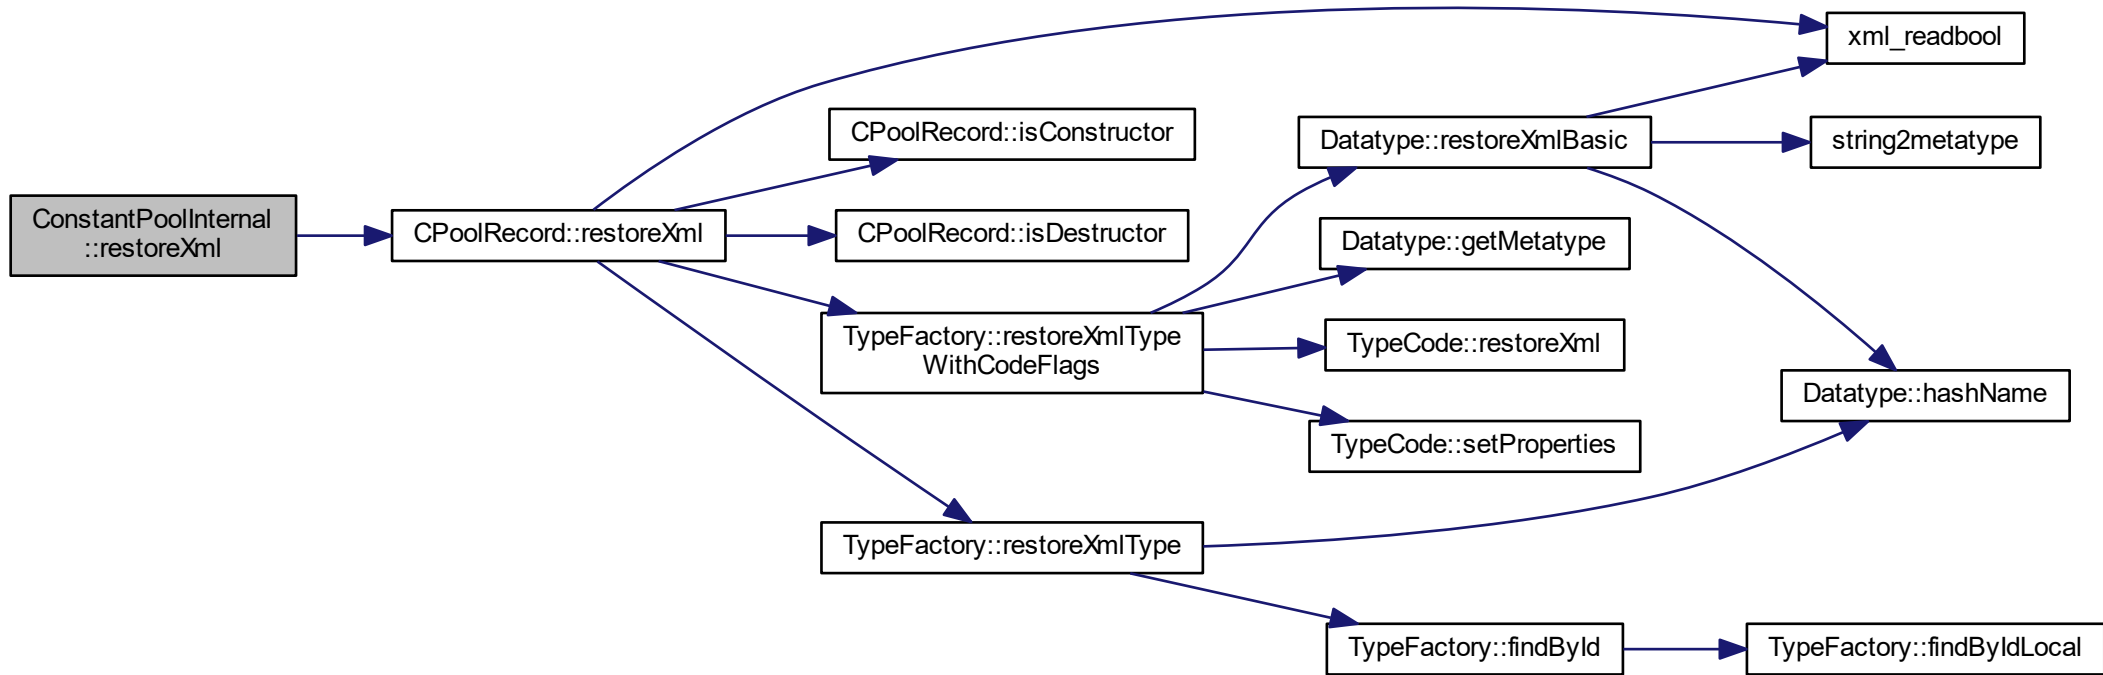 ConstantPoolInternal
::restoreXml
CPoolRecord::restoreXml
xml_readbool
CPoolRecord::isConstructor
CPoolRecord::isDestructor
TypeFactory::restoreXmlType
WithCodeFlags
TypeFactory::restoreXmlType
Datatype::restoreXmlBasic
Datatype::getMetatype
TypeCode::restoreXml
TypeCode::setProperties
TypeFactory::findById
string2metatype
Datatype::hashName
TypeFactory::findByIdLocal